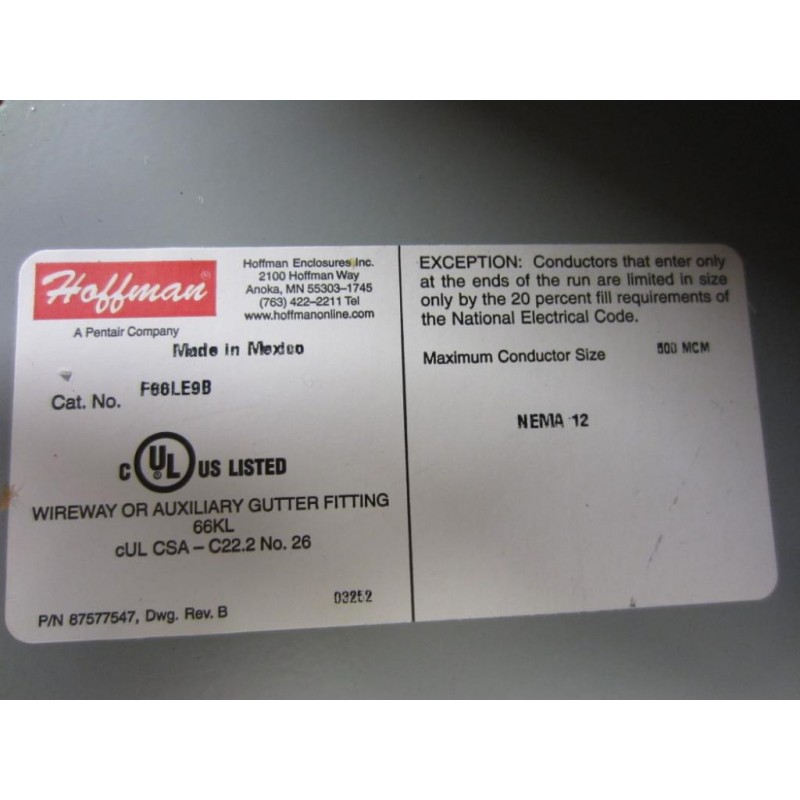 Hoffman®
A Pentair Company
Hoffman Enclosures Inc.
2100 Hoffman Way
Anoka, MN 55303-1745
(763) 422-2211 Tel
www.hoffmanonline.com
Made in Mexico
Cat. No. F66LE9B
C UL® US LISTED
WIREWAY OR AUXILIARY GUTTER FITTING
66KL
cUL CSA – C22.2 No. 26
P/N 87577547, Dwg. Rev. B
EXCEPTION: Conductors that enter only
at the ends of the run are limited in size
only by the 20 percent fill requirements of
the National Electrical Code.
Maximum Conductor Size 500 MCM
NEMA 12